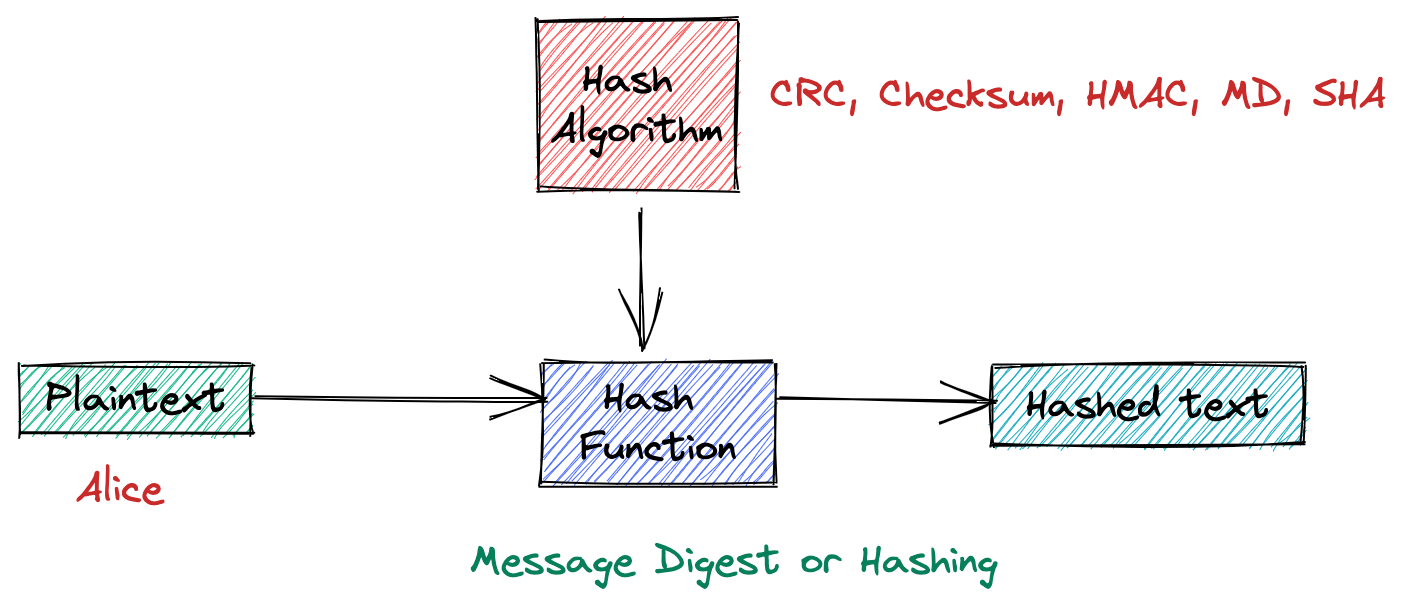 Hash
Algorithm
CRC, Checksum, HMAC, MD, SHA
Plaintext
Hash
Function
Hashed text
Alice
Message Digest or Hashing